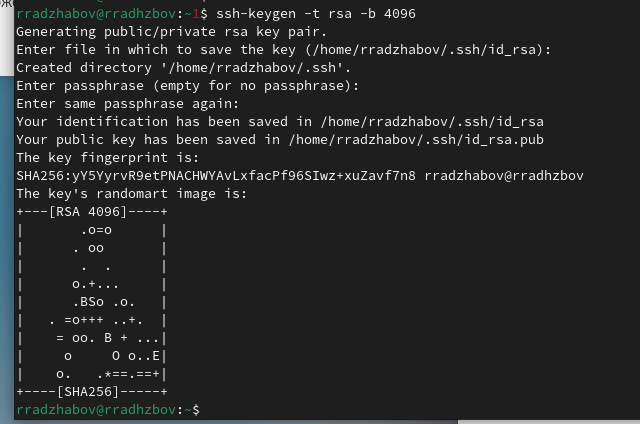 rradzhabov@rradhzbov:~1$ ssh-keygen -t rsa -b 4096
Generating public/private rsa key pair.
Enter file in which to save the key (/home/rradzhabov/.ssh/id_rsa):
Created directory '/home/rradzhabov/.ssh'.
Enter passphrase (empty for no passphrase):
Enter same passphrase again:
Your identification has been saved in /home/rradzhabov/.ssh/id_rsa
Your public key has been saved in /home/rradzhabov/.ssh/id_rsa.pub
The key fingerprint is:
SHA256:yY5YyrvR9etPNACHWYAvLxfacPf96SIwz+xuZavf7n8 rradzhabov@rradhzbov
The key's randomart image is:
+---[RSA 4096]----+
|       .o=o      |
|      . oo       |
|       .  .      |
|      o.+...     |
|      .BSo .o.   |
|   . =o+++ ..+.  |
|    = oo. B + ...|
|     o     O o..E|
|    o.   .*==.==+|
+----[SHA256]-----+
rradzhabov@rradhzbov:~$